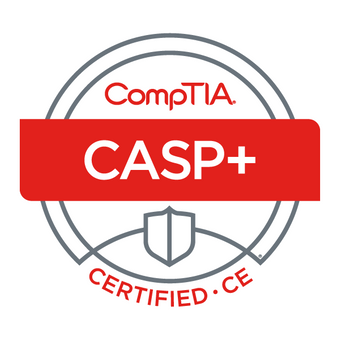 CompTIA®
CASP+
CERTIFIED · CE